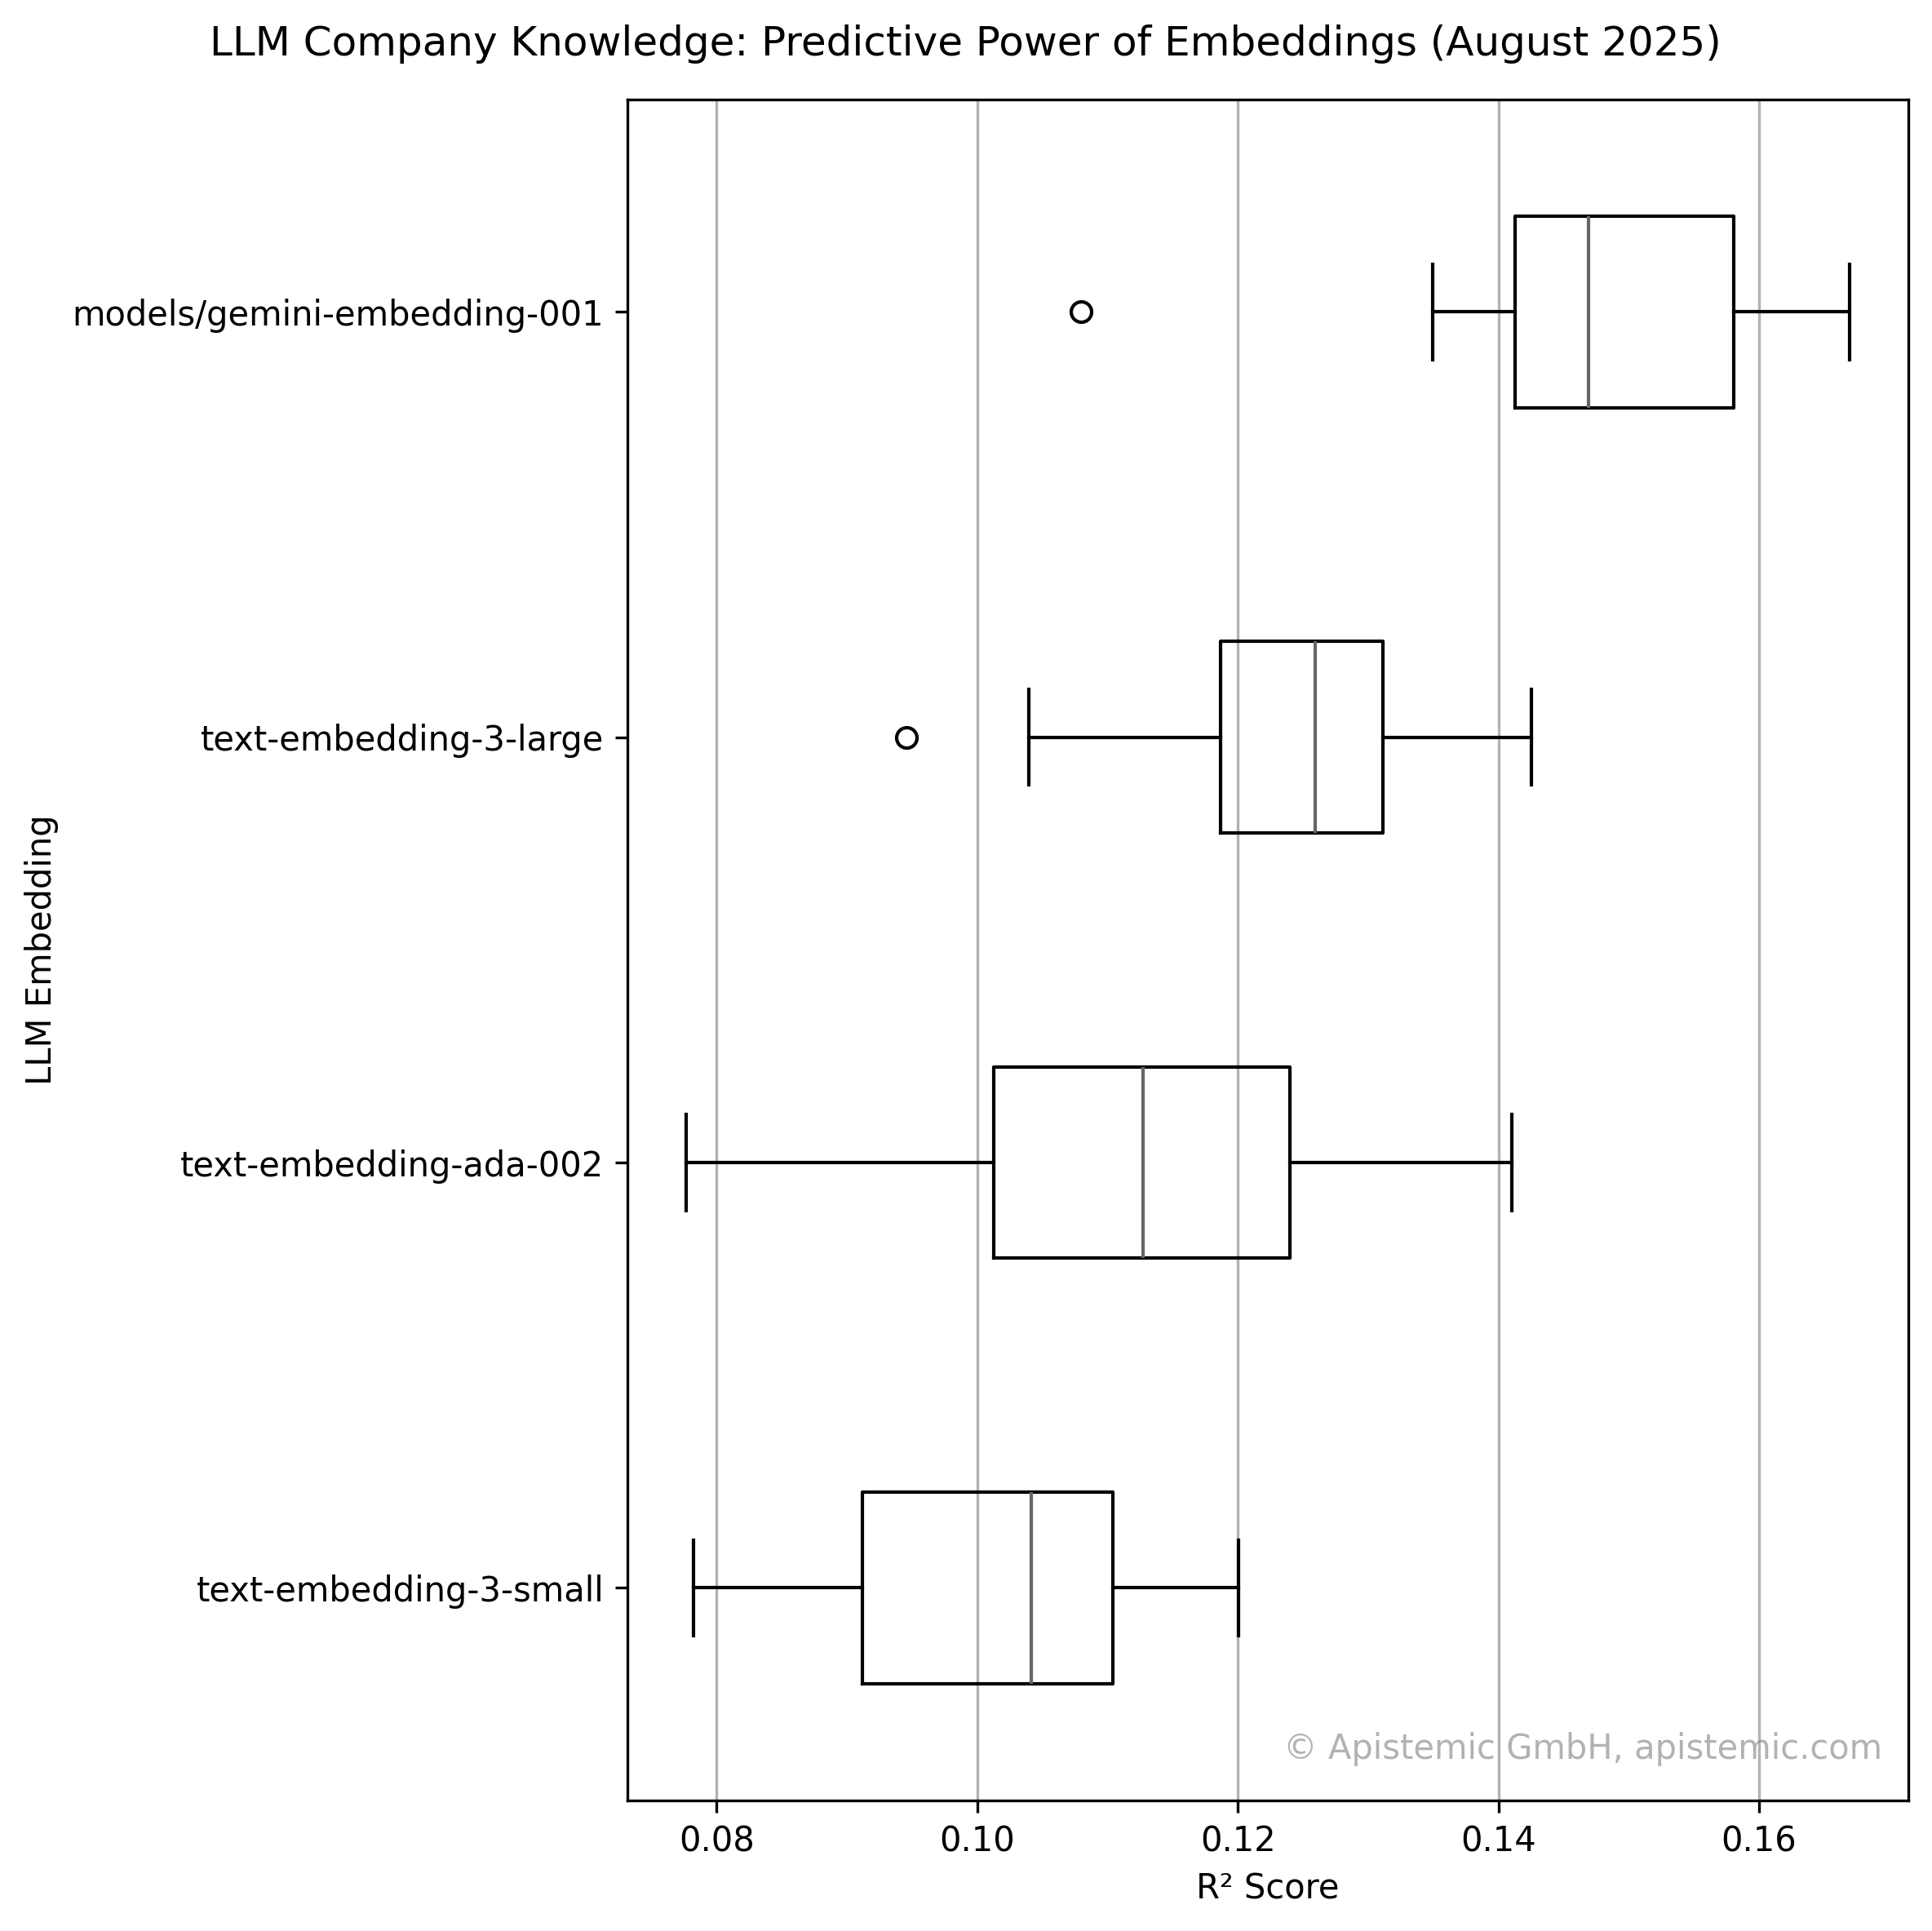 LLM Company Knowledge: Predictive Power of Embeddings (August 2025)
models/gemini-embedding-001
text-embedding-3-large
text-embedding-ada-002
text-embedding-3-small
LLM Embedding
© Apistemic GmbH, apistemic.com
0.08 0.10 0.12 0.14 0.16
R² Score